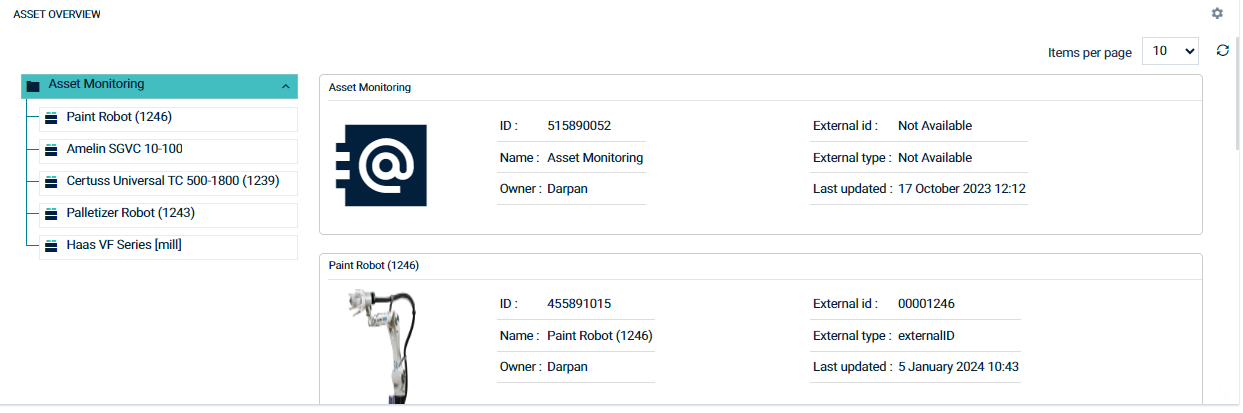 ASSET OVERVIEW
Items per page 10
Asset Monitoring
Paint Robot (1246)
Amelin SGVC 10-100
Certuss Universal TC 500-1800 (1239)
Palletizer Robot (1243)
Haas VF Series [mill]
Asset Monitoring
@
ID : 515890052
External id : Not Available
Name : Asset Monitoring
External type : Not Available
Owner : Darpan
Last updated : 17 October 2023 12:12
Paint Robot (1246)
ID : 455891015
External id : 00001246
Name : Paint Robot (1246)
External type : externalID
Owner : Darpan
Last updated : 5 January 2024 10:43